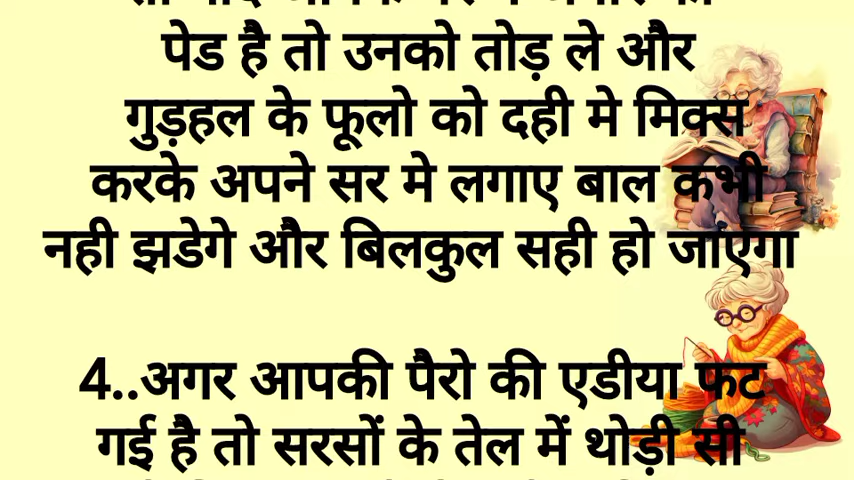 पेड है तो उनको तोड़ ले और
गुड़हल के फूलो को दही मे मिक्स
करके अपने सर मे लगाए बाल कभी
नही झडेगे और बिलकुल सही हो जाएगा
4..अगर आपकी पैरो की एडीया फट
गई है तो सरसों के तेल में थोड़ी सी